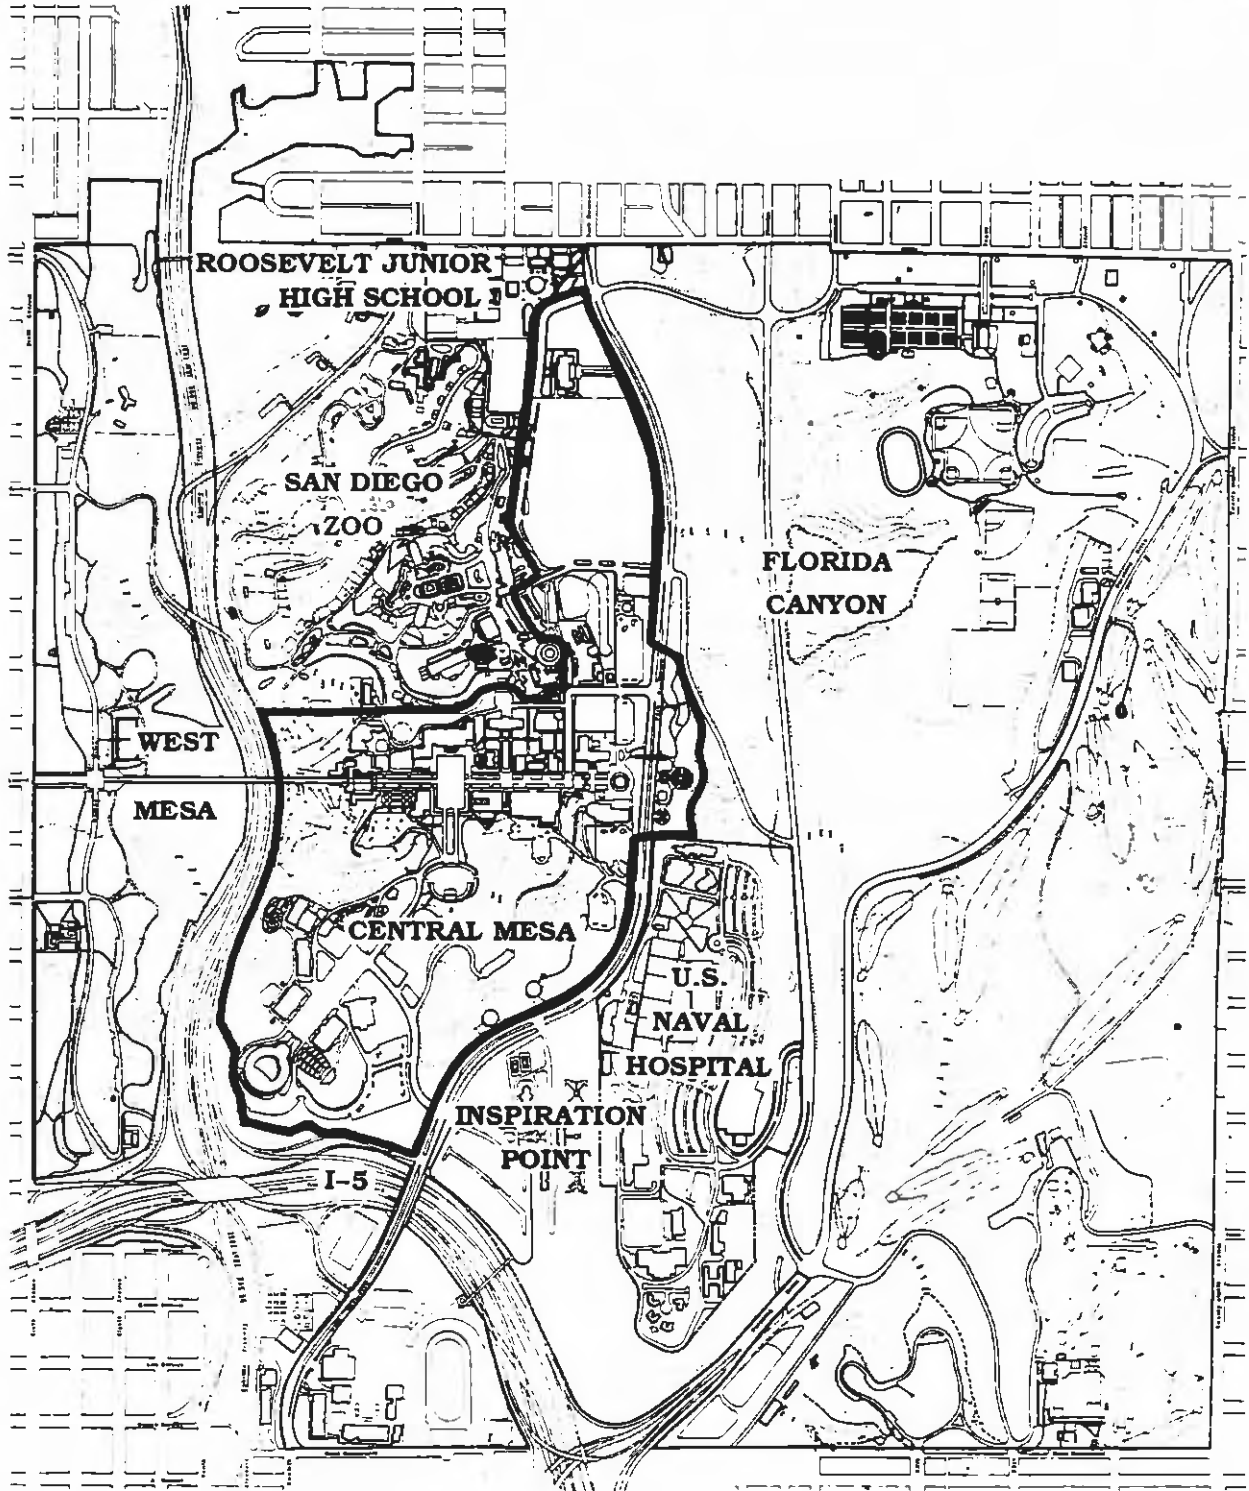 ROOSEVELT JUNIOR
HIGH SCHOOL
SAN DIEGO
ZOO
FLORIDA
CANYON
WEST
MESA
CENTRAL MESA
U.S.
NAVAL
HOSPITAL
INSPIRATION
POINT
I-5